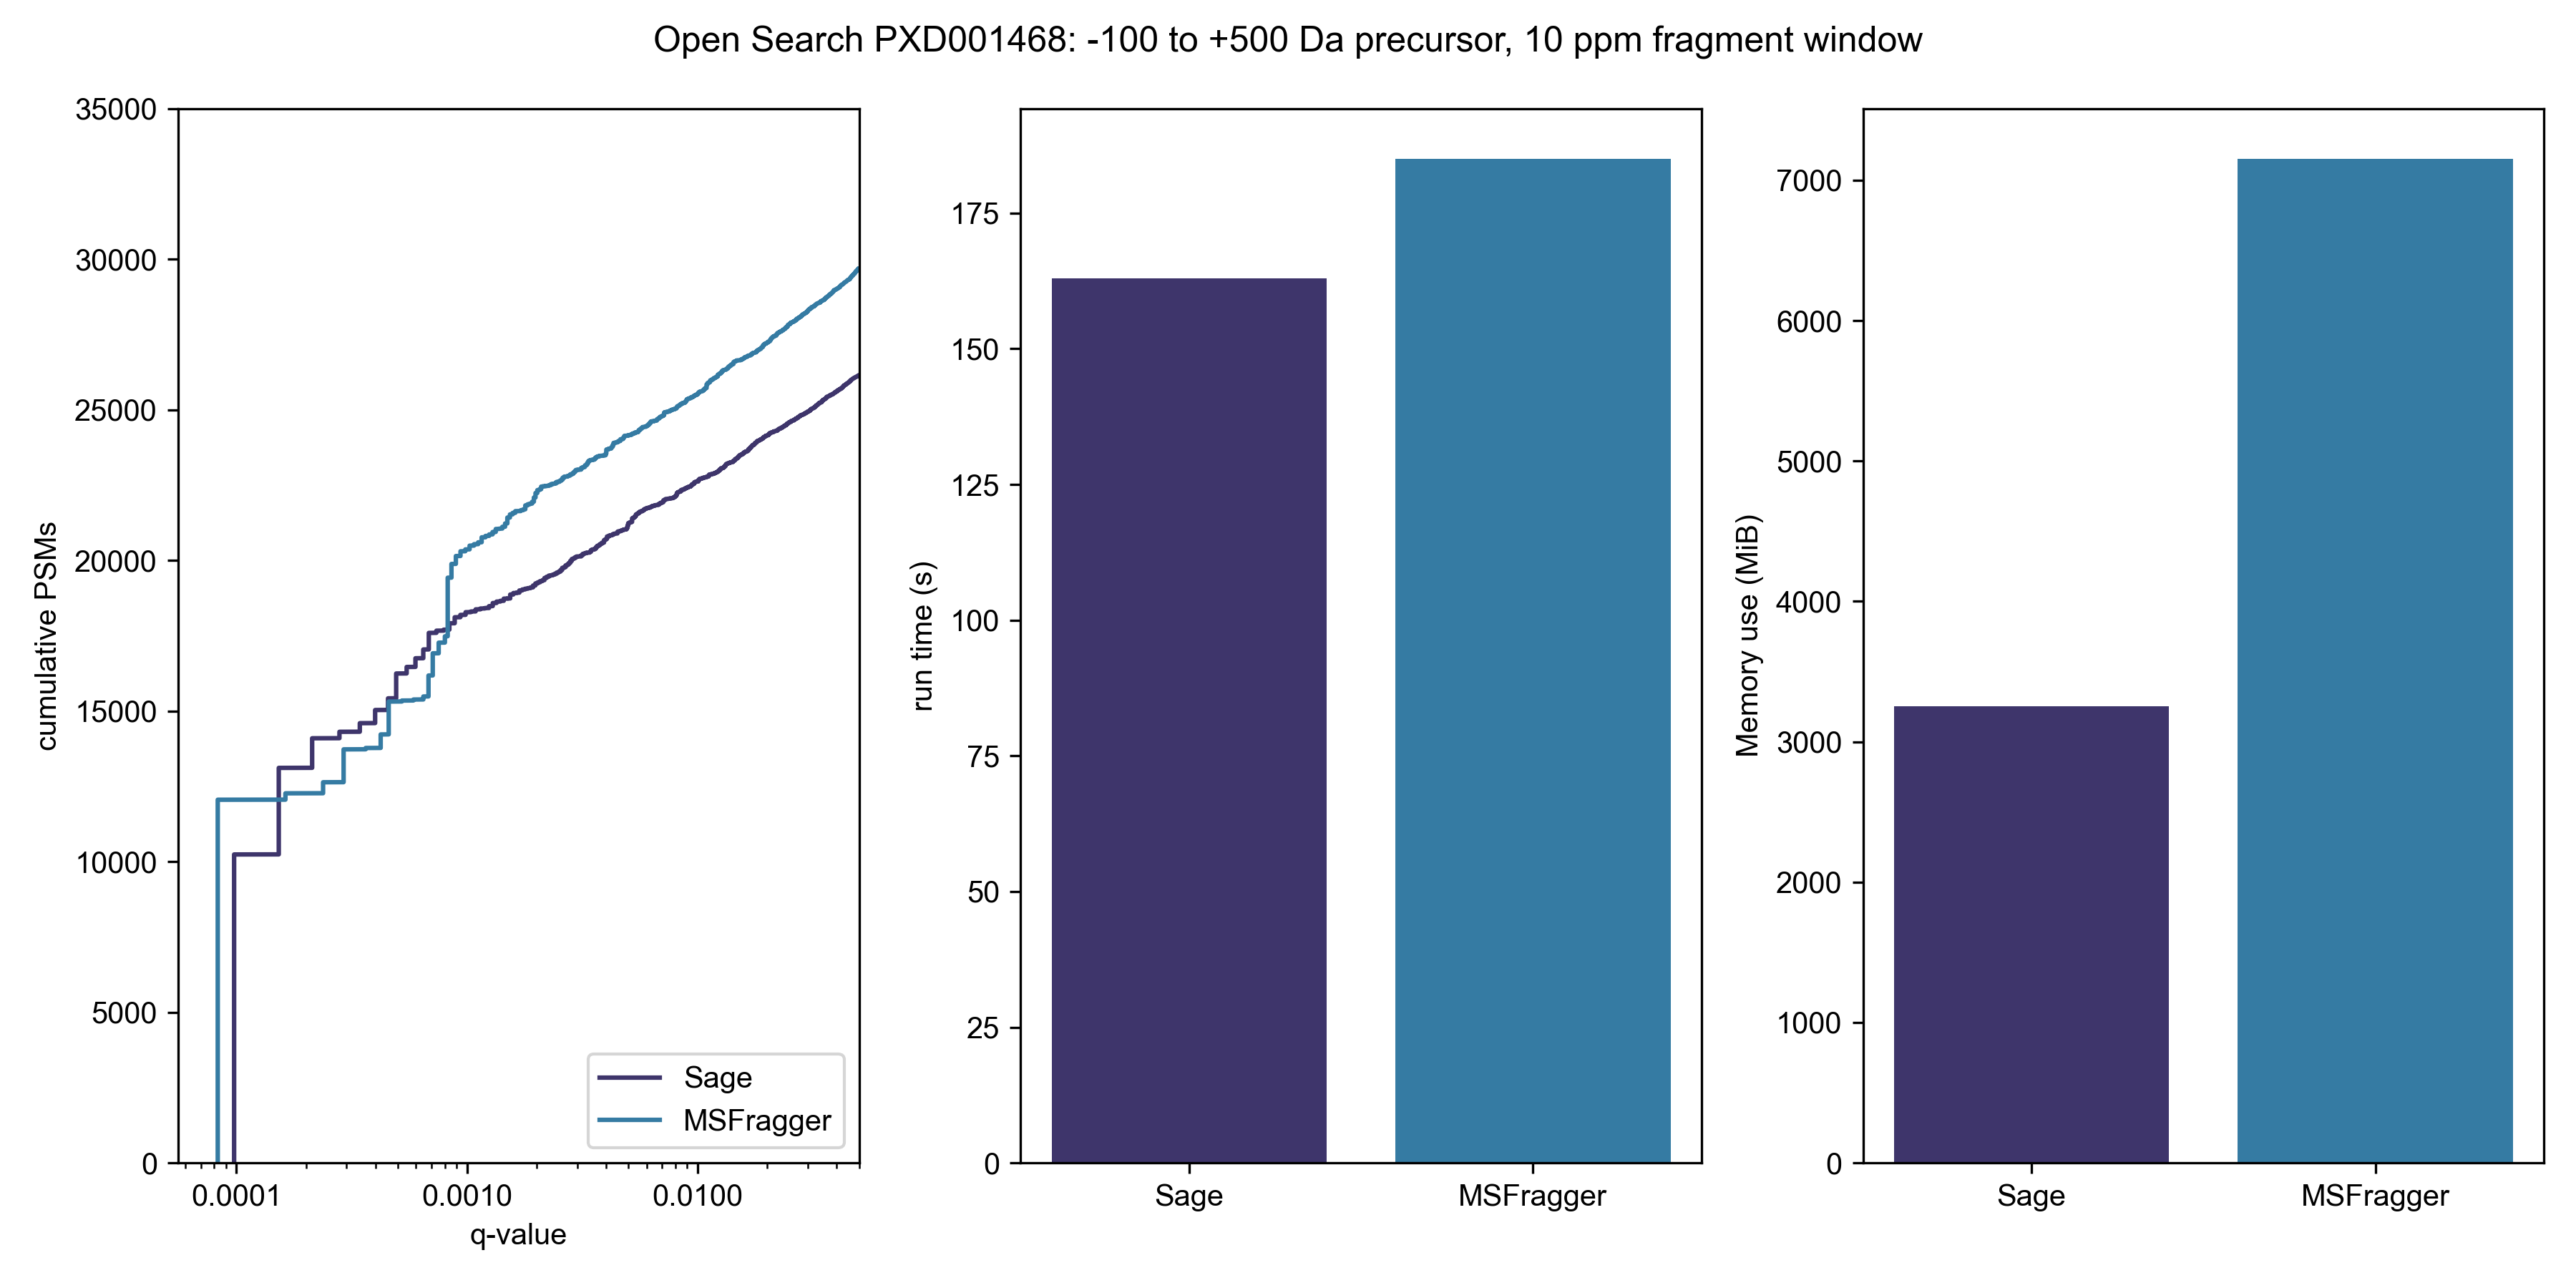 Open Search PXD001468: -100 to +500 Da precursor, 10 ppm fragment window
cumulative PSMs
35000
30000
25000
20000
15000
10000
5000
0
0.0001
0.0010
0.0100
q-value
Sage
MSFragger
run time (s)
175
150
125
100
75
50
25
0
Sage
MSFragger
Memory use (MiB)
7000
6000
5000
4000
3000
2000
1000
0
Sage
MSFragger